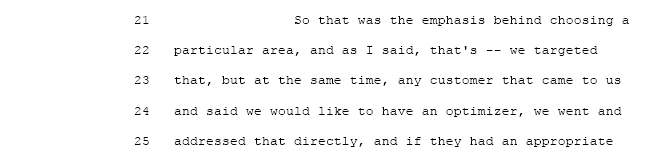 21 So that was the emphasis behind choosing a
22 particular area, and as I said, that's -- we targeted
23 that, but at the same time, any customer that came to us
24 and said we would like to have an optimizer, we went and
25 addressed that directly, and if they had an appropriate